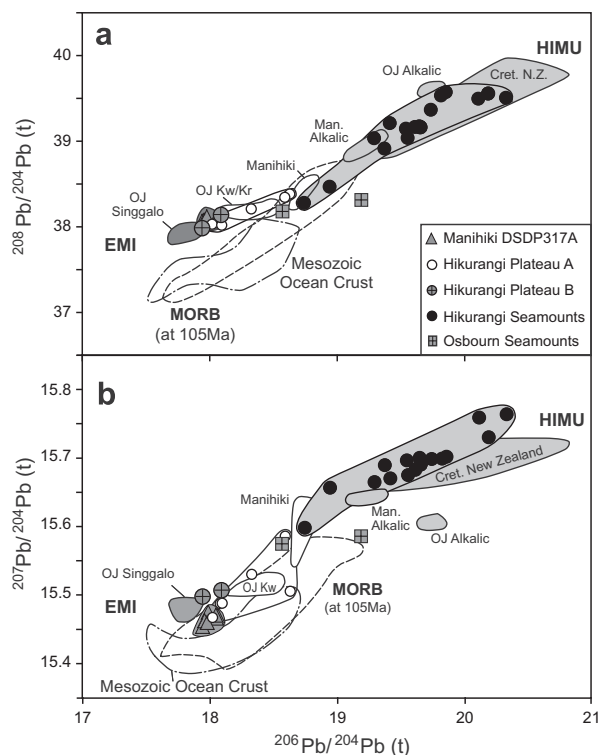 a
HIMU
OJ Alkalic
Cret. N.Z.
Man.
Alkalic
Manihiki
OJ Kw/Kr
OJ
Singgalo
EMI
Mesozoic
Ocean Crust
MORB
(at 105Ma)
Manihiki DSDP317A
Hikurangi Plateau A
Hikurangi Plateau B
Hikurangi Seamounts
Osbourn Seamounts
41
40
39
38
37
36
208Pb/204Pb (t)
b
HIMU
Cret. New Zealand
Manihiki
Man.
Alkalic
OJ Alkalic
OJ Singgalo
OJ Kw
EMI
MORB
(at 105Ma)
Mesozoic Ocean Crust
15.8
15.7
15.6
15.5
15.4
207Pb/204Pb (t)
17 18 19 20 21
206Pb/204Pb (t)